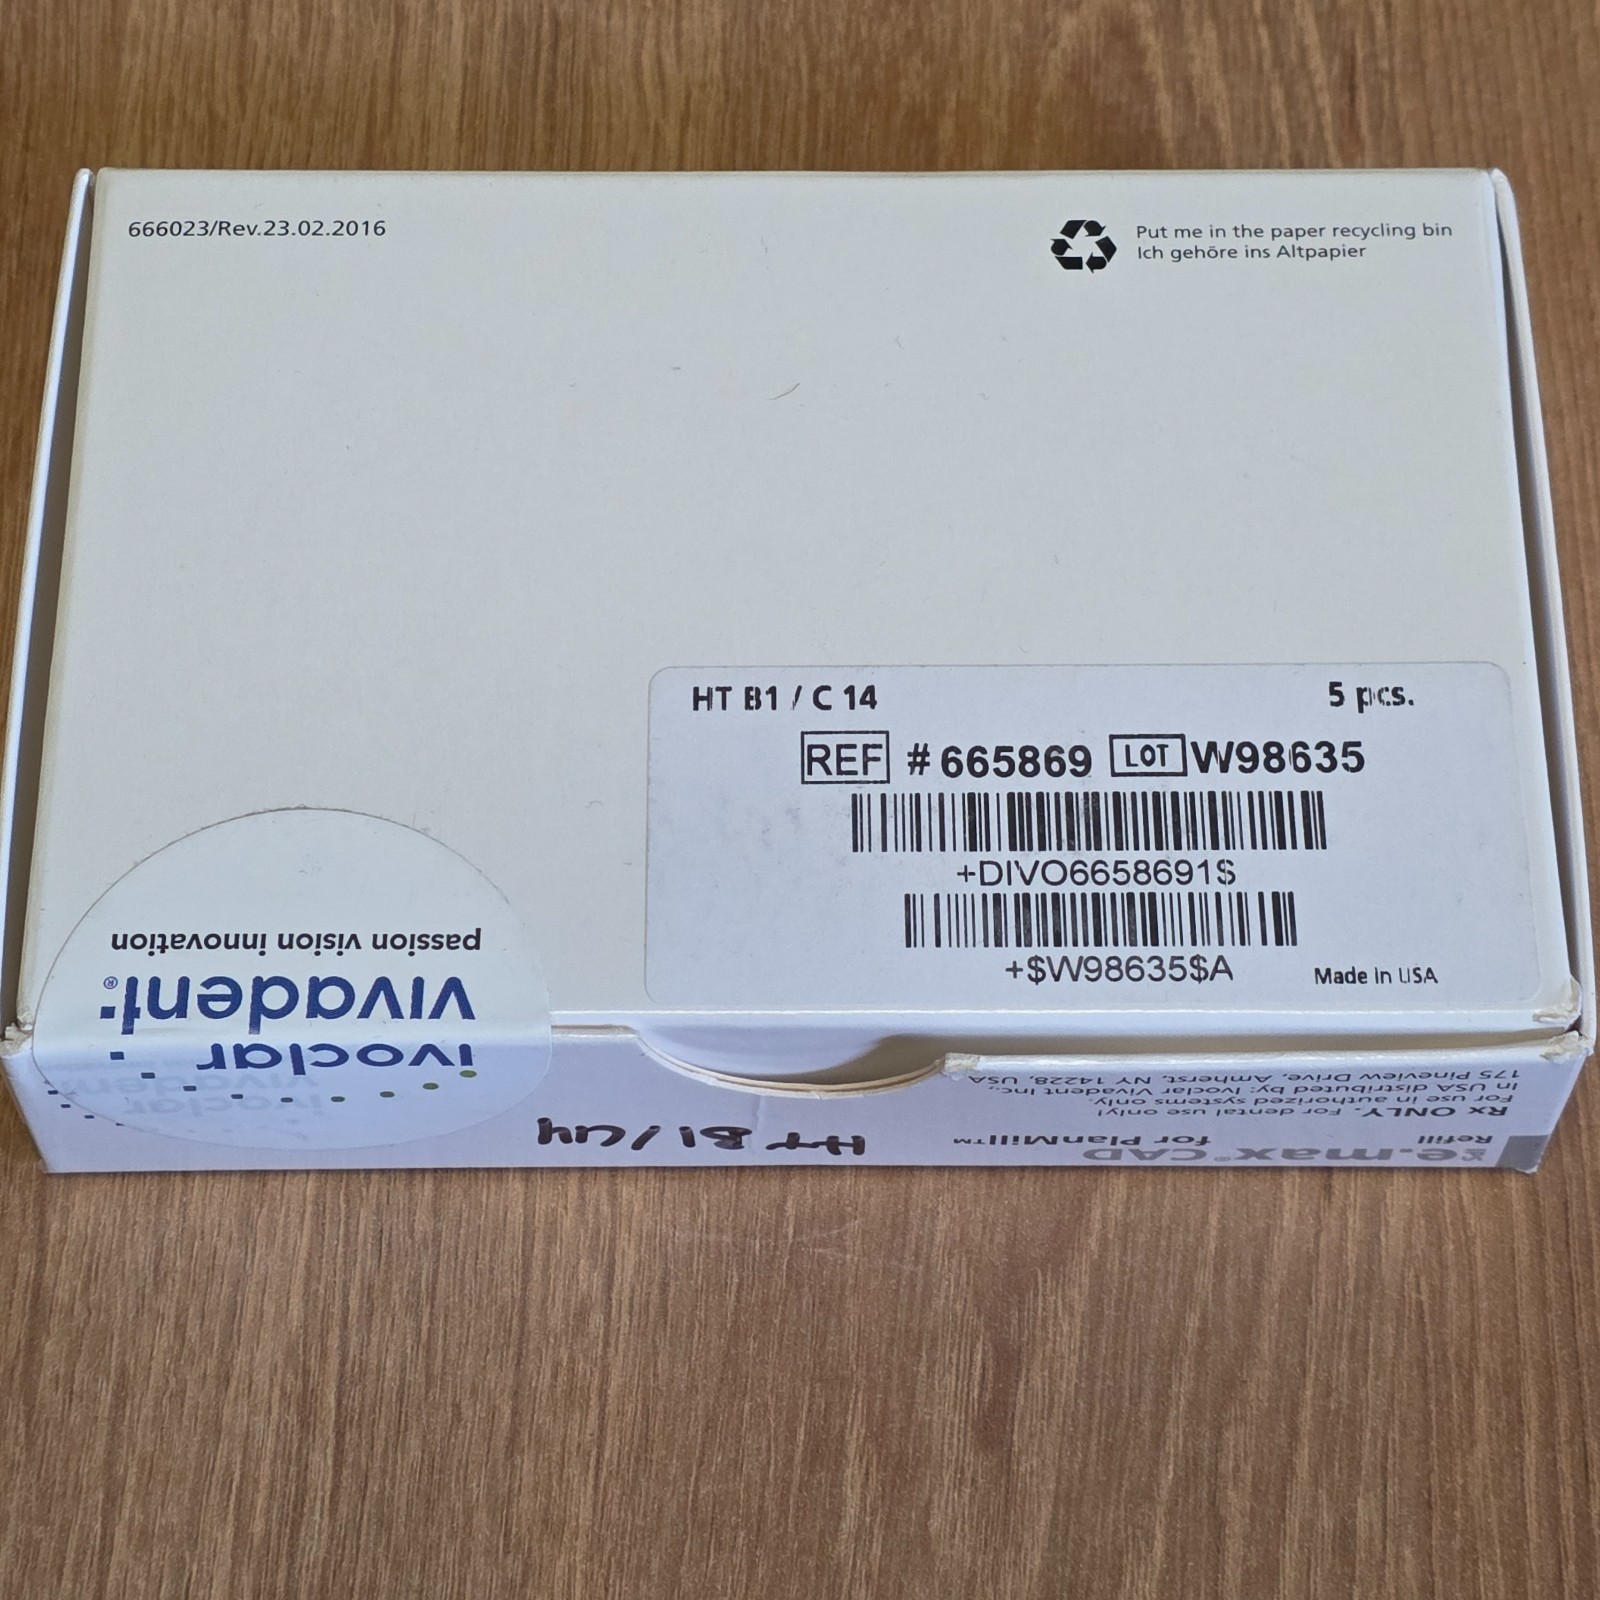 666023/Rev.23.02.2016
Put me in the paper recycling bin
Ich gehöre ins Altpapier
HT B1 / C 14
5 pcs.
REF # 665869 LOT W98635
+DIVO6658691$
+$W98635$A
Made in USA
ivoclar
vivadent®
passion vision innovation
IPS e.max® CAD
for PlanMill™
Refill
Rx ONLY. For dental use only!
For use in authorized systems only.
In USA distributed by: Ivoclar Vivadent Inc.,
175 Pineview Drive, Amherst, NY 14228, USA
HT B1/C14